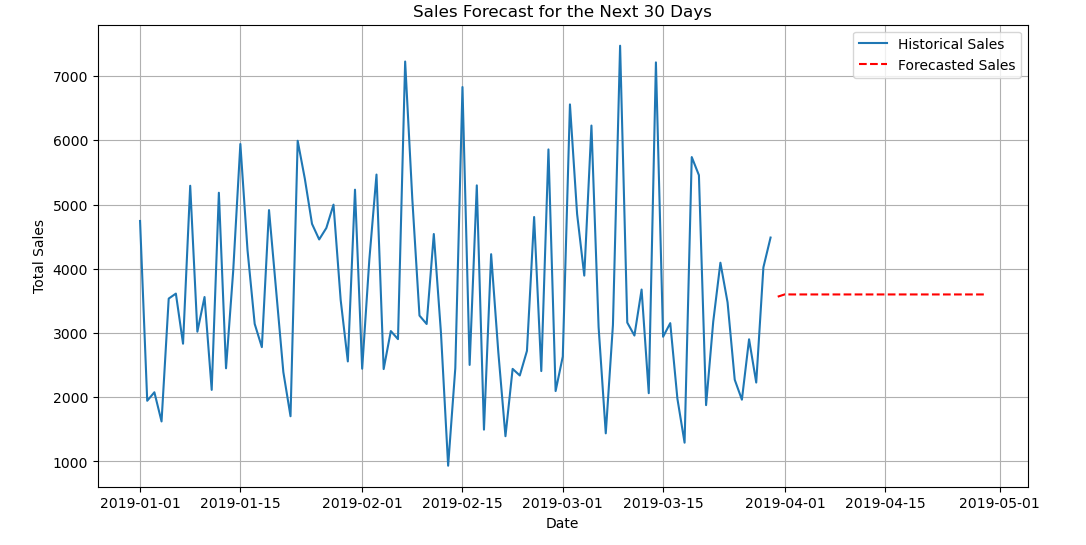 Sales Forecast for the Next 30 Days
Historical Sales
Forecasted Sales
Total Sales
7000
6000
5000
4000
3000
2000
1000
2019-01-01 2019-01-15 2019-02-01 2019-02-15 2019-03-01 2019-03-15 2019-04-01 2019-04-15 2019-05-01
Date